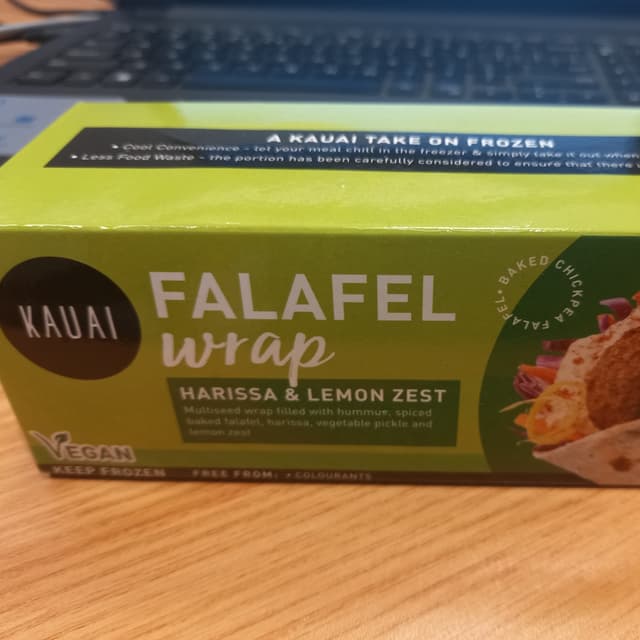 A KAUAI TAKE ON FROZEN
• Cool Convenience - let your meal chill in the freezer & simply take it out when
• Less Food Waste - the portion has been carefully considered to ensure that there
KAUAI
FALAFEL
wrap
HARISSA & LEMON ZEST
Multiseed wrap filled with hummus, spiced
baked falafel, harissa, vegetable pickle and
lemon zest
• BAKED CHICKPEA FALAFEL
VEGAN
KEEP FROZEN
FREE FROM: • COLOURANTS